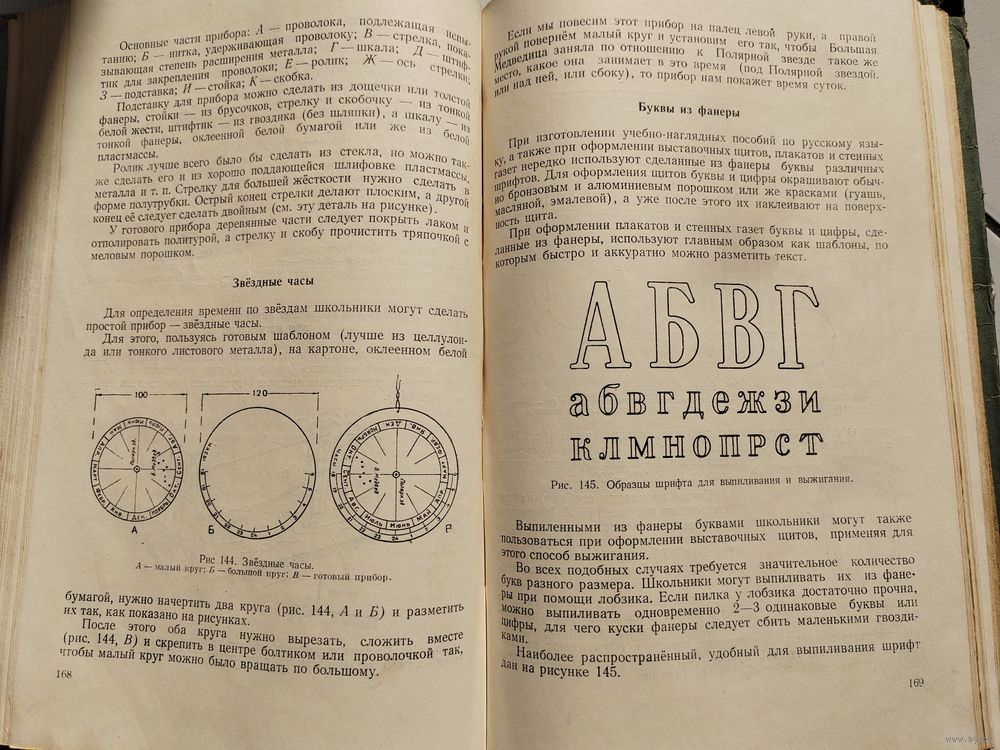 Основные части прибора: А — проволока, подлежащая испы-
танию; Б — нитка, удерживающая проволоку; В — стрелка, пока-
зывающая степень расширения металла; Г — шкала; Д — штиф-
тик для закрепления проволоки; Е — ролик; Ж — ось стрелки;
З — подставка; И — стойка; К — скобка.
Подставку для прибора можно сделать из дощечки или толстой
фанеры, стойки — из брусочков, стрелку и скобочку — из тонкой
белой жести, штифтик — из гвоздика (без шляпки), а шкалу — из
тонкой фанеры, оклеенной белой бумагой или же из белой
пластмассы.
Ролик лучше всего было бы сделать из стекла, но можно так-
же сделать его и из хорошо поддающейся шлифовке пластмассы,
металла и т. п. Стрелку для большей жёсткости нужно сделать в
форме полутрубки. Острый конец стрелки делают плоским, а другой
конец её следует сделать двойным (см. эту деталь на рисунке).
У готового прибора деревянные части следует покрыть лаком и
отполировать политурой, а стрелку и скобу прочистить тряпочкой с
меловым порошком.
Звёздные часы
Для определения времени по звёздам школьники могут сделать
простой прибор — звёздные часы.
Для этого, пользуясь готовым шаблоном (лучше из целлулои-
да или тонкого листового металла), на картоне, оклеенном белой
100
120
А
Б
Рис 144. Звёздные часы.
А — малый круг; Б — большой круг; В — готовый прибор.
бумагой, нужно начертить два круга (рис. 144, А и Б) и разметить
их так, как показано на рисунках.
После этого оба круга нужно вырезать, сложить вместе
(рис. 144, В) и скрепить в центре болтиком или проволочкой так,
чтобы малый круг можно было вращать по большому.
168
Если мы повесим этот прибор на палец левой руки, а правой
рукой повернём малый круг и установим его так, чтобы Большая
Медведица заняла по отношению к Полярной звезде такое же
место, какое она занимает в это время (под Полярной звездой.
или над ней, или сбоку), то прибор нам покажет время суток.
Буквы из фанеры
При изготовлении учебно-наглядных пособий по русскому язы-
ку, а также при оформлении выставочных щитов, плакатов и стенных
газет нередко используют сделанные из фанеры буквы различных
шрифтов. Для оформления щитов буквы и цифры окрашивают обыч-
но бронзовым и алюминиевым порошком или же красками (гуашь,
масляной, эмалевой), а уже после этого их наклеивают на поверх-
ность щита.
При оформлении плакатов и стенных газет буквы и цифры, сде-
ланные из фанеры, используют главным образом как шаблоны, по
которым быстро и аккуратно можно разметить текст.
АБВГ
абвгдежзи
клмнопрст
Рис. 145. Образцы шрифта для выпиливания и выжигания.
Выпиленными из фанеры буквами школьники могут также
пользоваться при оформлении выставочных щитов, применяя для
этого способ выжигания.
Во всех подобных случаях требуется значительное количество
букв разного размера. Школьники могут выпиливать их из фане-
ры при помощи лобзика. Если пилка у лобзика достаточно прочна,
можно выпиливать одновременно 2—3 одинаковые буквы или
цифры, для чего куски фанеры следует сбить маленькими гвозди-
ками.
Наиболее распространённый, удобный для выпиливания шрифт
дан на рисунке 145.
169